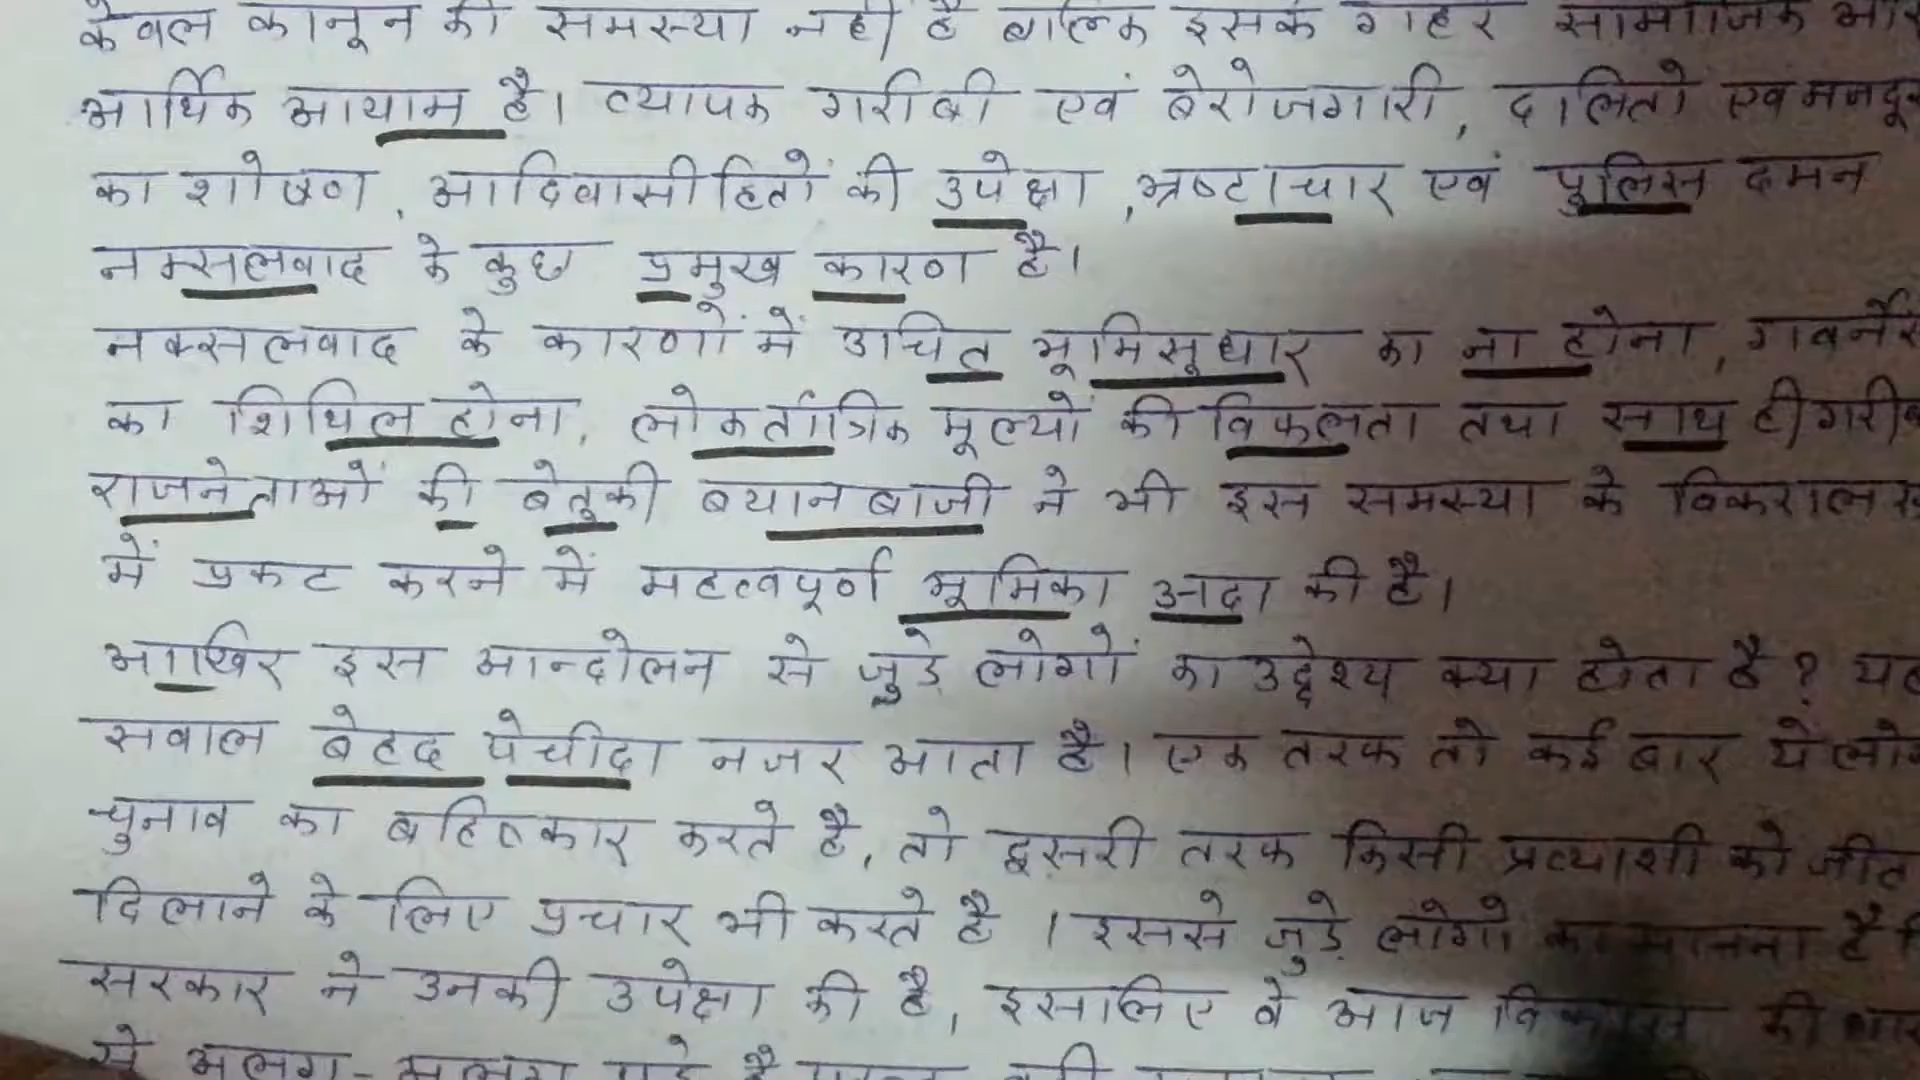 केवल कानून की समस्या नही है बल्कि इसके गहरे सामाजिक और
आर्थिक आयाम है। व्यापक गरीबी एवं बेरोजगारी, दलितो एवं मजदूर
का शोषण, आदिवासी हितों की उपेक्षा, भ्रष्टाचार एवं पुलिस दमन
नक्सलवाद के कुछ प्रमुख कारण है।
नक्सलवाद के कारणों में उचित भूमिसूधार का ना होना,
का शिथिल होना, लोकतांत्रिक मूल्यों की विफलता तथा साथ ही गरीब
राजनेताओं की बेतुकी बयानबाजी ने भी इस समस्या के विकराल
में प्रकट करने में महत्वपूर्ण भूमिका अदा की है।
आखिर इस आन्दोलन से जुड़े लोगों का उद्देश्य क्या होता है? यह
सवाल बेहद पेचीदा नजर आता है। एक तरफ तो कई बार ये लोग
चुनाव का बहिष्कार करते है, तो दूसरी तरफ किसी प्रत्याशी को जीत
दिलाने के लिए प्रचार भी करते है । इससे जुड़े लोगो का मानना है
सरकार ने उनकी उपेक्षा की है, इसलिए वे आज विकास की
से अलग-थलग पड़े है